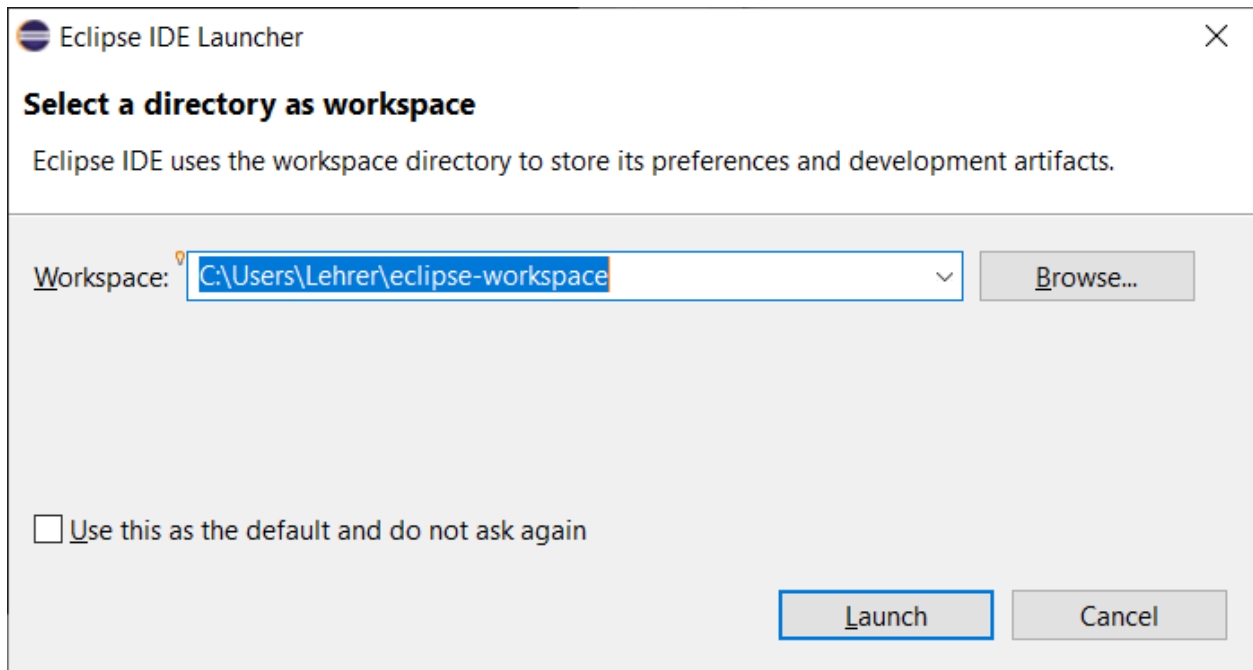 Eclipse IDE Launcher
Select a directory as workspace
Eclipse IDE uses the workspace directory to store its preferences and development artifacts.
Workspace: C:\Users\Lehrer\eclipse-workspace Browse...
Use this as the default and do not ask again
Launch Cancel